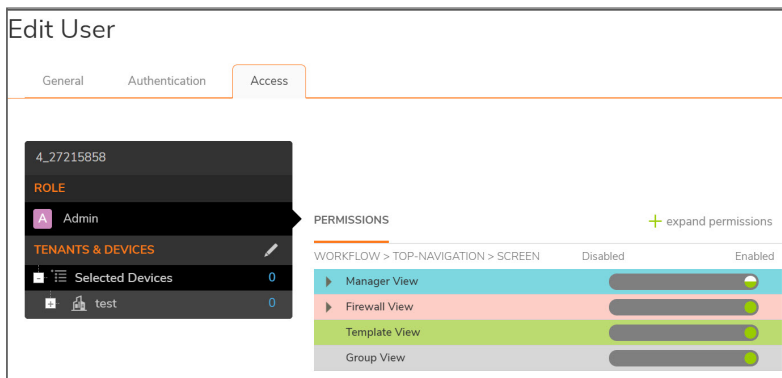 Edit User
General Authentication Access
4_27215858
ROLE
A Admin
TENANTS & DEVICES
Selected Devices 0
test 0
PERMISSIONS + expand permissions
WORKFLOW > TOP-NAVIGATION > SCREEN Disabled Enabled
Manager View
Firewall View
Template View
Group View